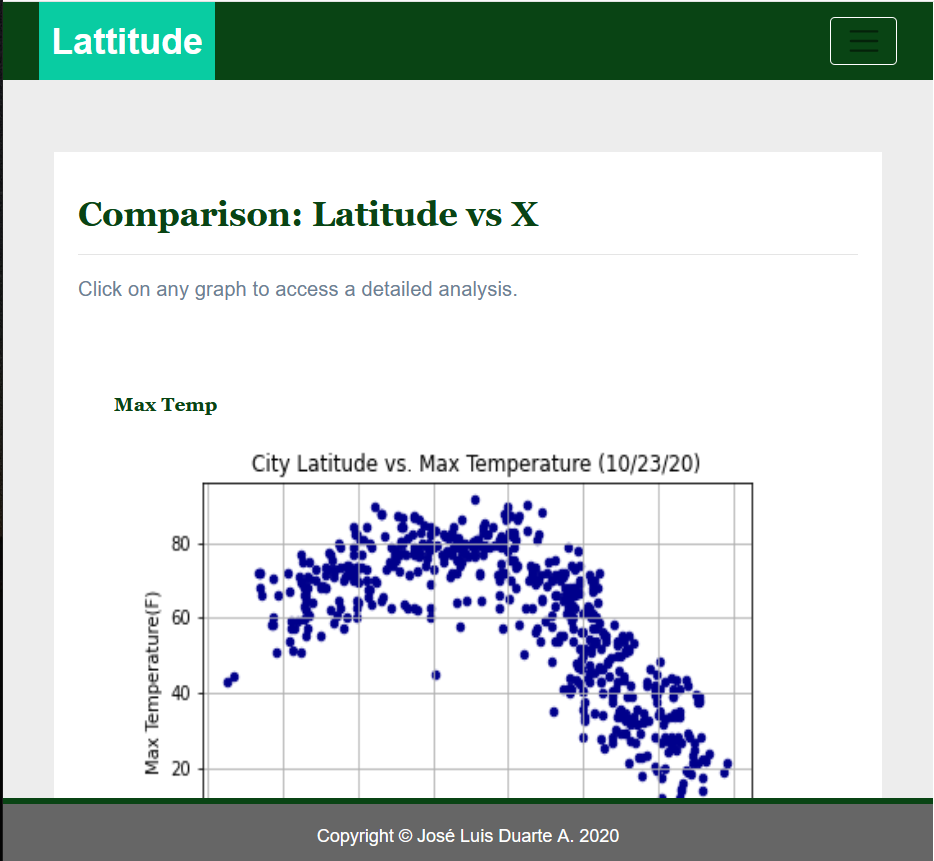 Lattitude
Comparison: Latitude vs X
Click on any graph to access a detailed analysis.
Max Temp
City Latitude vs. Max Temperature (10/23/20)
80
60
40
20
Max Temperature(F)
Copyright © José Luis Duarte A. 2020